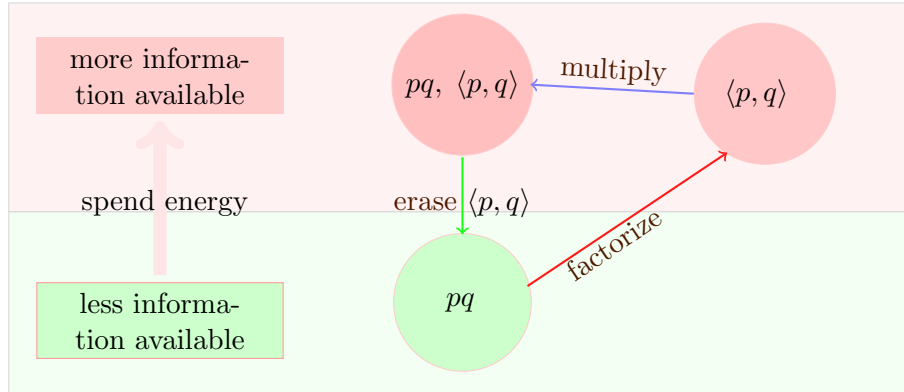 more informa-
tion available
spend energy
less informa-
tion available
pq, ⟨p, q⟩
multiply
⟨p, q⟩
erase ⟨p, q⟩
factorize
pq